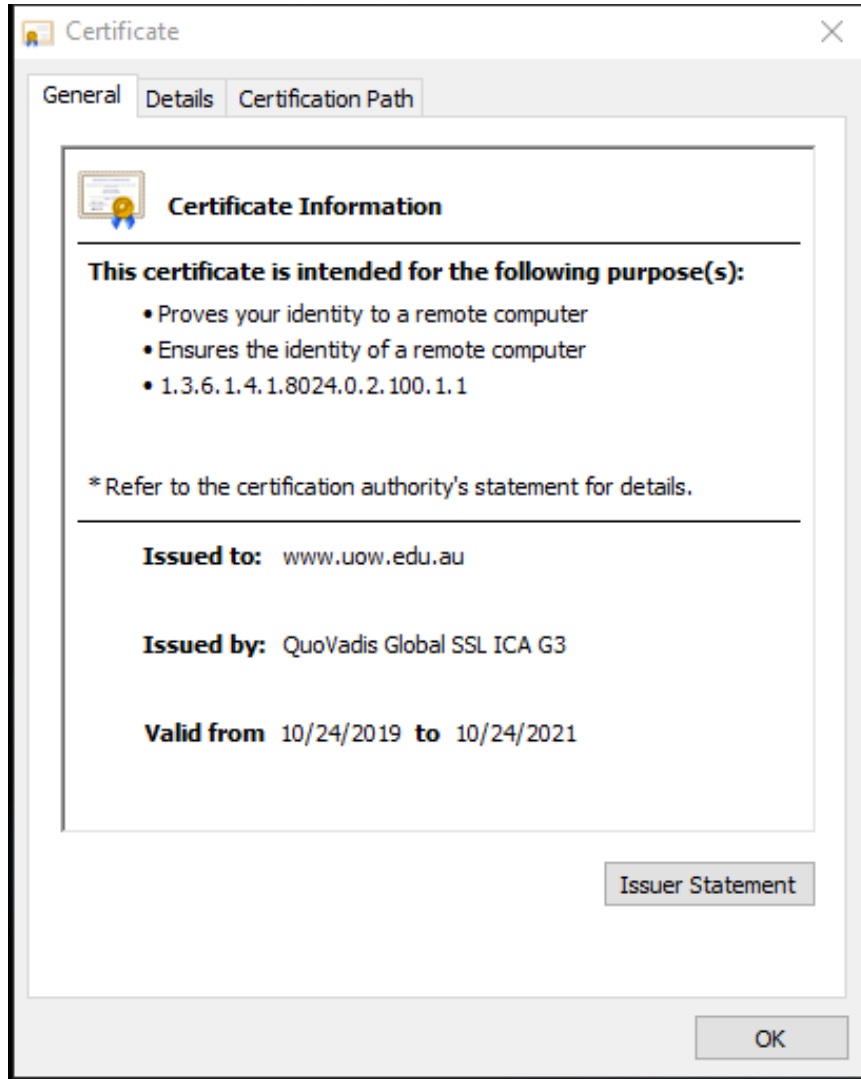 Certificate
General Details Certification Path
Certificate Information
This certificate is intended for the following purpose(s):
• Proves your identity to a remote computer
• Ensures the identity of a remote computer
• 1.3.6.1.4.1.8024.0.2.100.1.1
* Refer to the certification authority's statement for details.
Issued to: www.uow.edu.au
Issued by: QuoVadis Global SSL ICA G3
Valid from 10/24/2019 to 10/24/2021
Issuer Statement
OK